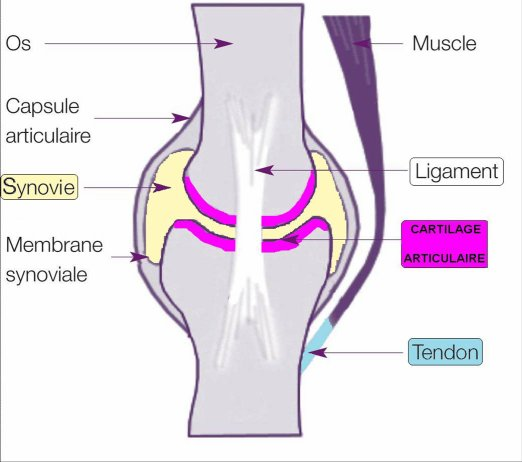 Os
Muscle
Capsule
articulaire
Ligament
Synovie
CARTILAGE
ARTICULAIRE
Membrane
synoviale
Tendon